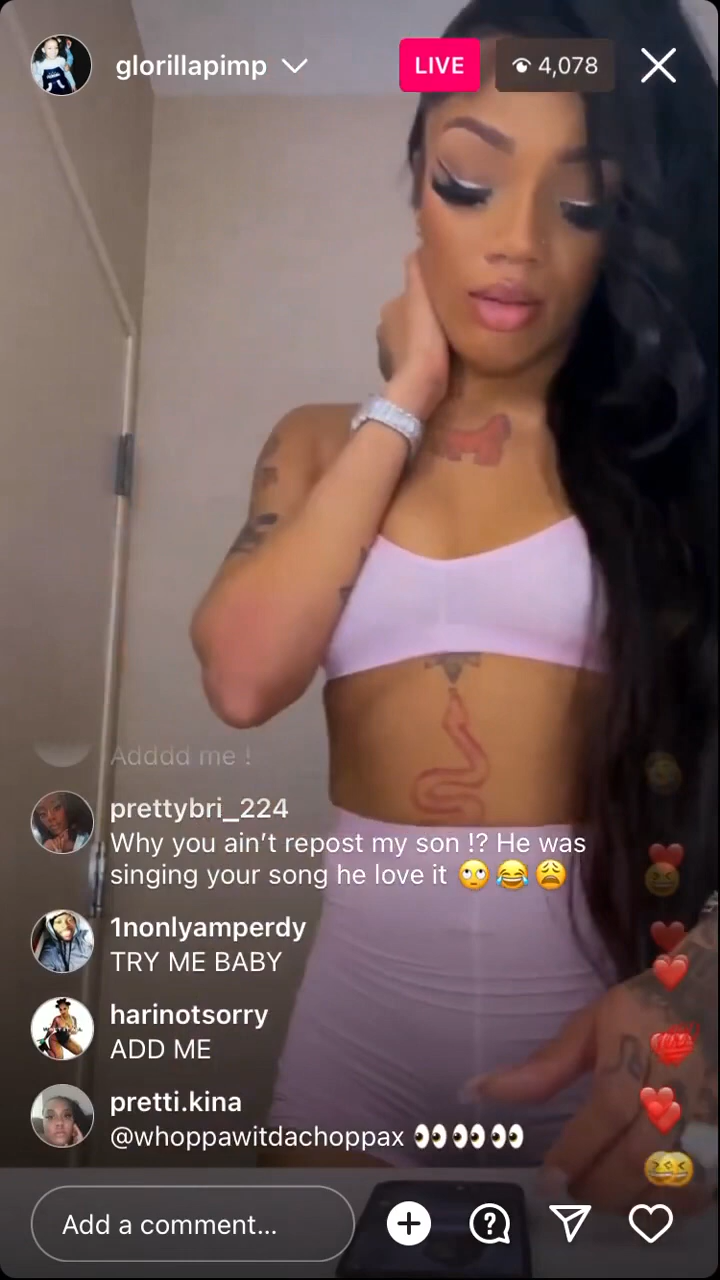 glorillapimp
LIVE
4,078
Adddd me !
prettybri_224
Why you ain't repost my son !? He was
singing your song he love it 🙄😂😩
1nonlyamperdy
TRY ME BABY
harinotsorry
ADD ME
pretti.kina
@whoppawitdachoppax 👀👀👀👀
Add a comment...